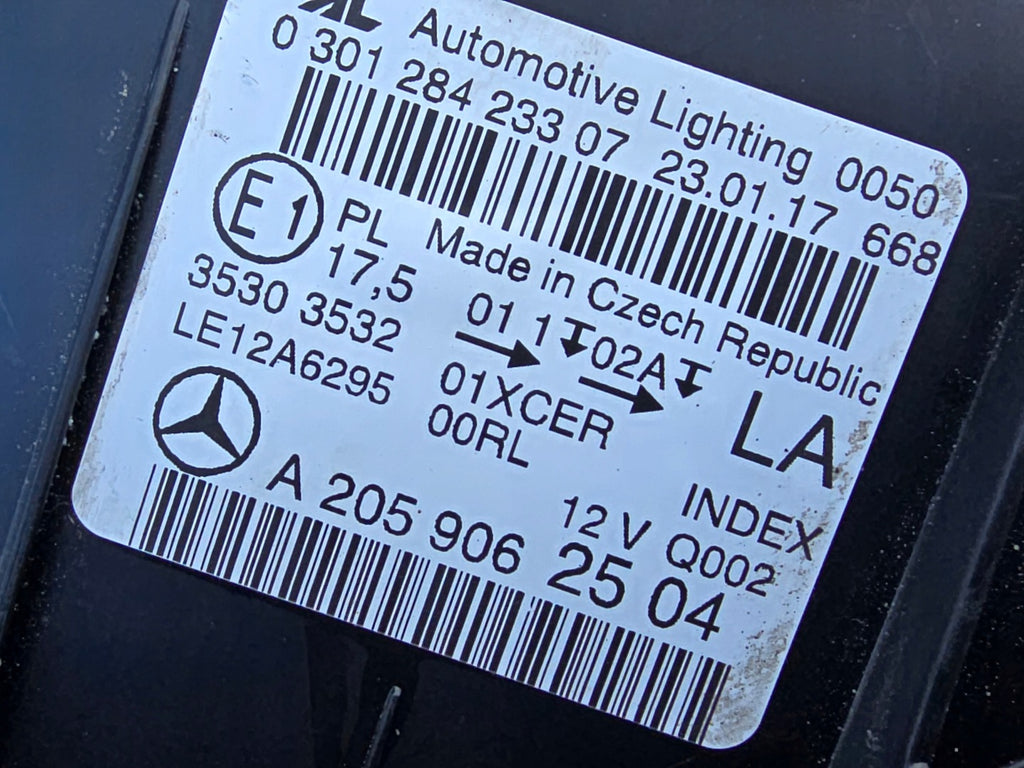 AL Automotive Lighting 0050
0 301 284 233 07 23.01.17 668
E1 PL Made in Czech Republic
17,5
3530 3532 01 1 02A
LE12A6295 01XCER LA
00RL
INDEX
12 V Q002
A 205 906 25 04